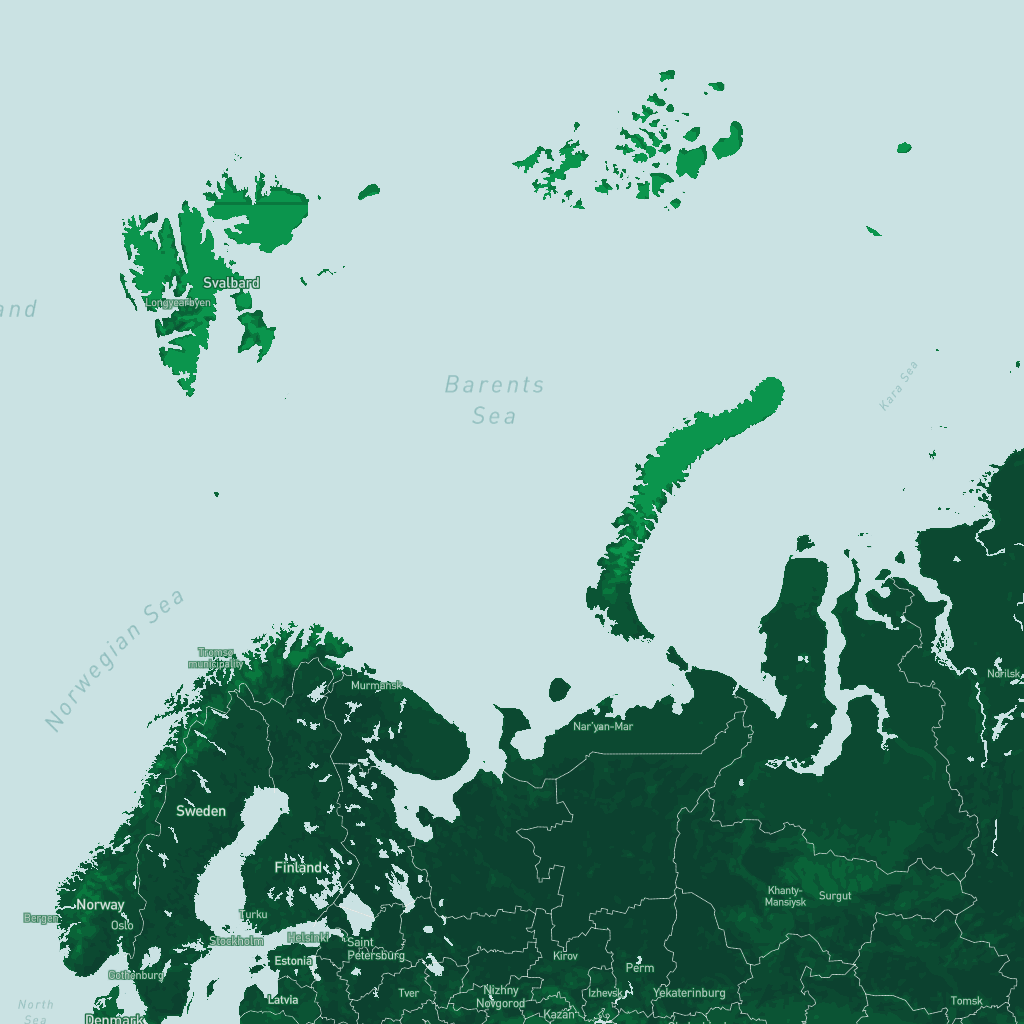 Svalbard
Longyearbyen
and
Barents
Sea
Kara Sea
Norwegian Sea
Tromsø
municipality
Murmansk
Norilsk
Nar'yan-Mar
Sweden
Finland
Khanty-
Mansiysk
Surgut
Norway
Bergen
Oslo
Turku
Stockholm
Helsinki
Saint
Petersburg
Estonia
Kirov
Gothenburg
Perm
Tver
Nizhny
Novgorod
Izhevsk
Yekaterinburg
Latvia
Tomsk
North
Sea
Denmark
Kazan